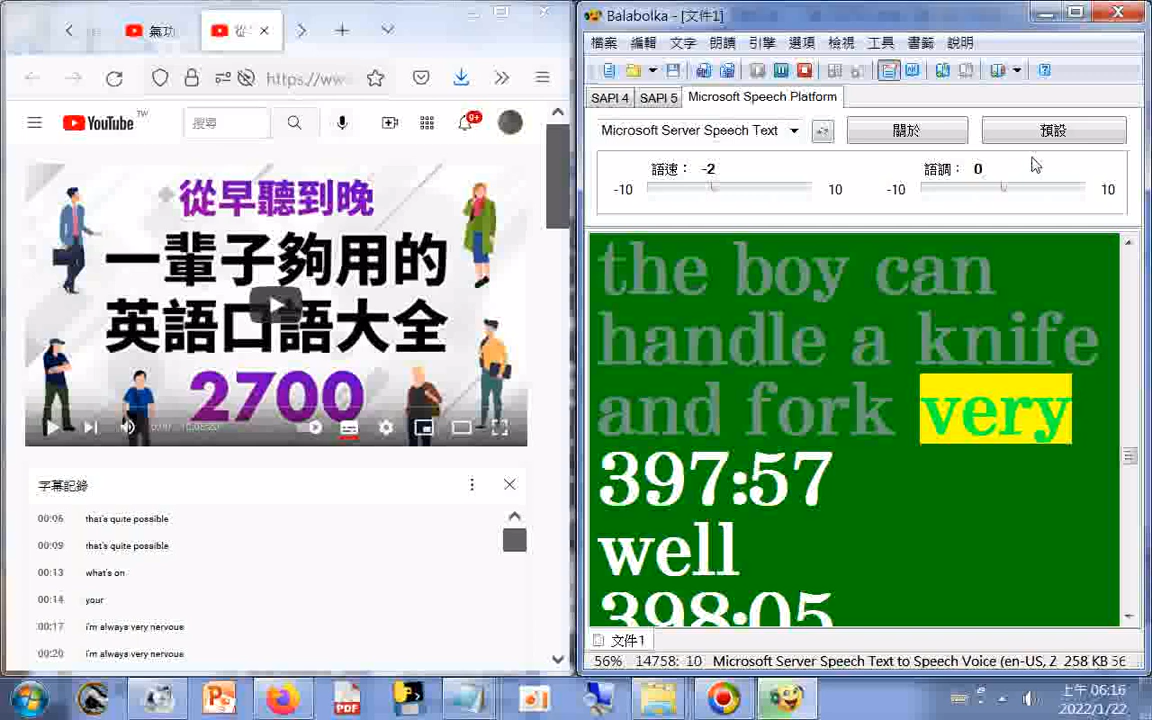 氣功
從
https://www
YouTube TW
搜尋
9+
從早聽到晚
一輩子夠用的
英語口語大全
2700
字幕記錄
00:06 that's quite possible
00:09 that's quite possible
00:13 what's on
00:14 your
00:17 i'm always very nervous
00:20 i'm always very nervous
Balabolka - [文件1]
檔案 編輯 文字 朗讀 引擎 選項 檢視 工具 書籤 說明
SAPI 4 SAPI 5 Microsoft Speech Platform
Microsoft Server Speech Text
關於
預設
語速： -2
語調： 0
-10 10 -10 10
the boy can
handle a knife
and fork very
397:57
well
398:05
文件1
56% 14758: 10 Microsoft Server Speech Text to Speech Voice (en-US, Z 258 KB 56
PDF
上午 06:16
2022/1/22